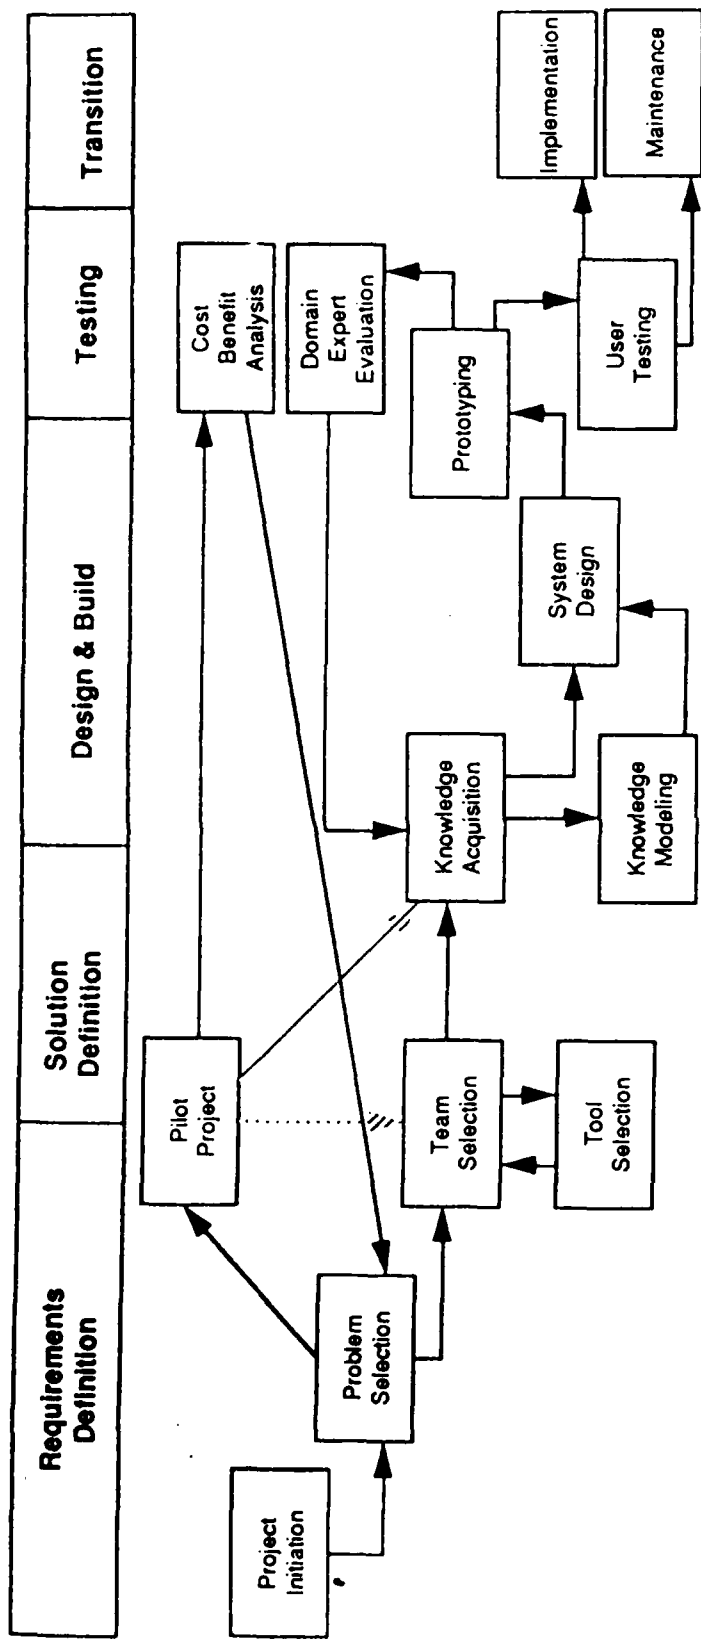 Requirements
Definition
Solution
Definition
Design & Build
Testing
Transition
Project
Initiation
Problem
Selection
Pilot
Project
Cost
Benefit
Analysis
Domain
Expert
Evaluation
Team
Selection
Tool
Selection
Knowledge
Acquisition
Knowledge
Modeling
System
Design
Prototyping
User
Testing
Implementation
Maintenance